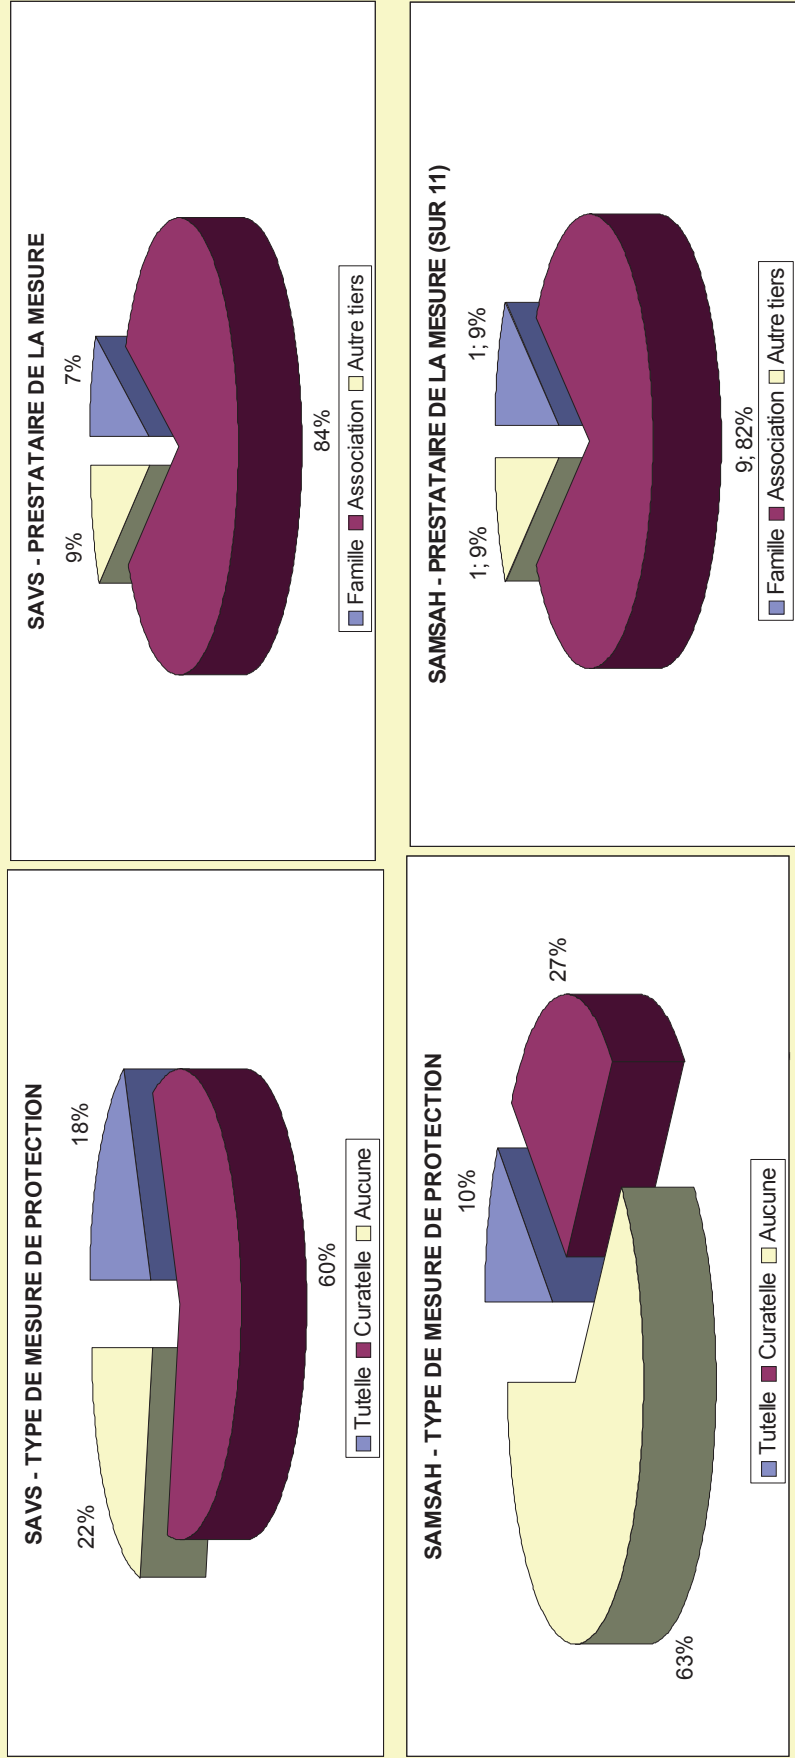 SAVS - TYPE DE MESURE DE PROTECTION
22%
18%
60%
Tutelle Curatelle Aucune
SAVS - PRESTATAIRE DE LA MESURE
9%
7%
84%
Famille Association Autre tiers
SAMSAH - TYPE DE MESURE DE PROTECTION
10%
27%
63%
Tutelle Curatelle Aucune
SAMSAH - PRESTATAIRE DE LA MESURE (SUR 11)
1; 9%
1; 9%
9; 82%
Famille Association Autre tiers